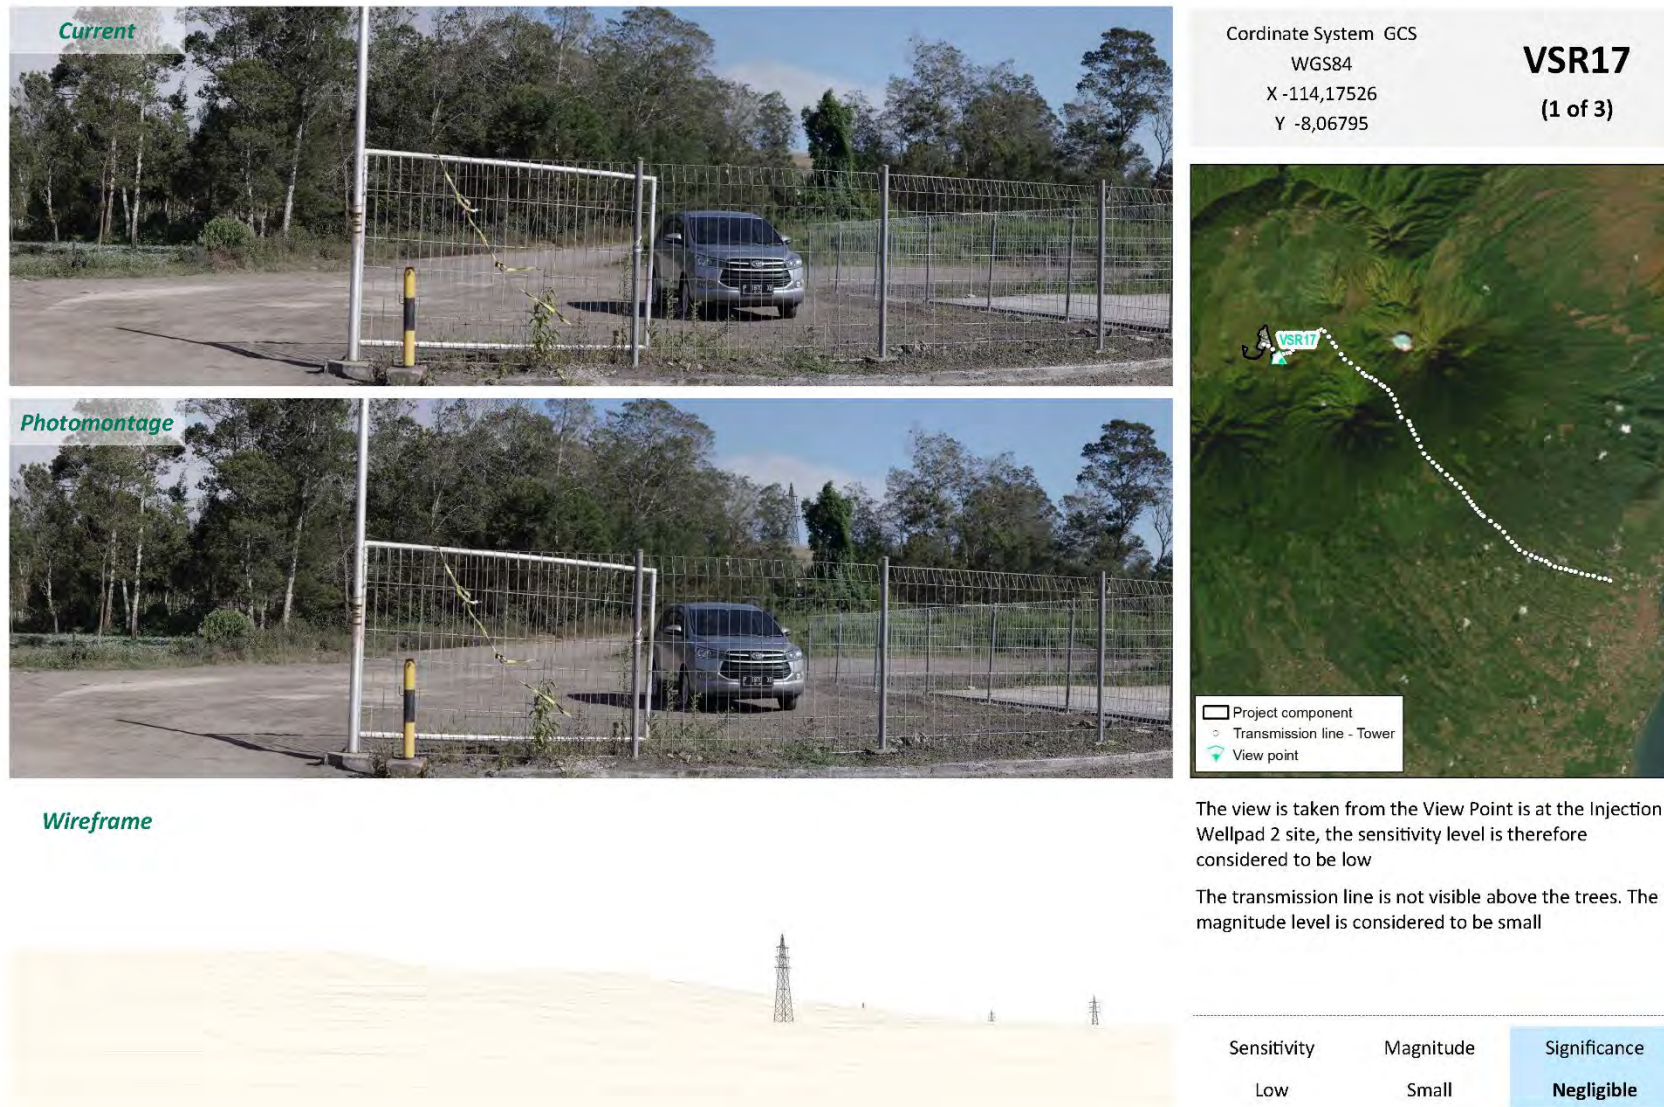 Current
Cordinate System GCS
WGS84
X -114,17526
Y -8,06795
VSR17
(1 of 3)
VSR17
Project component
Transmission line - Tower
View point
Photomontage
Wireframe
The view is taken from the View Point is at the Injection
Wellpad 2 site, the sensitivity level is therefore
considered to be low
The transmission line is not visible above the trees. The
magnitude level is considered to be small
Sensitivity Magnitude Significance
Low Small Negligible